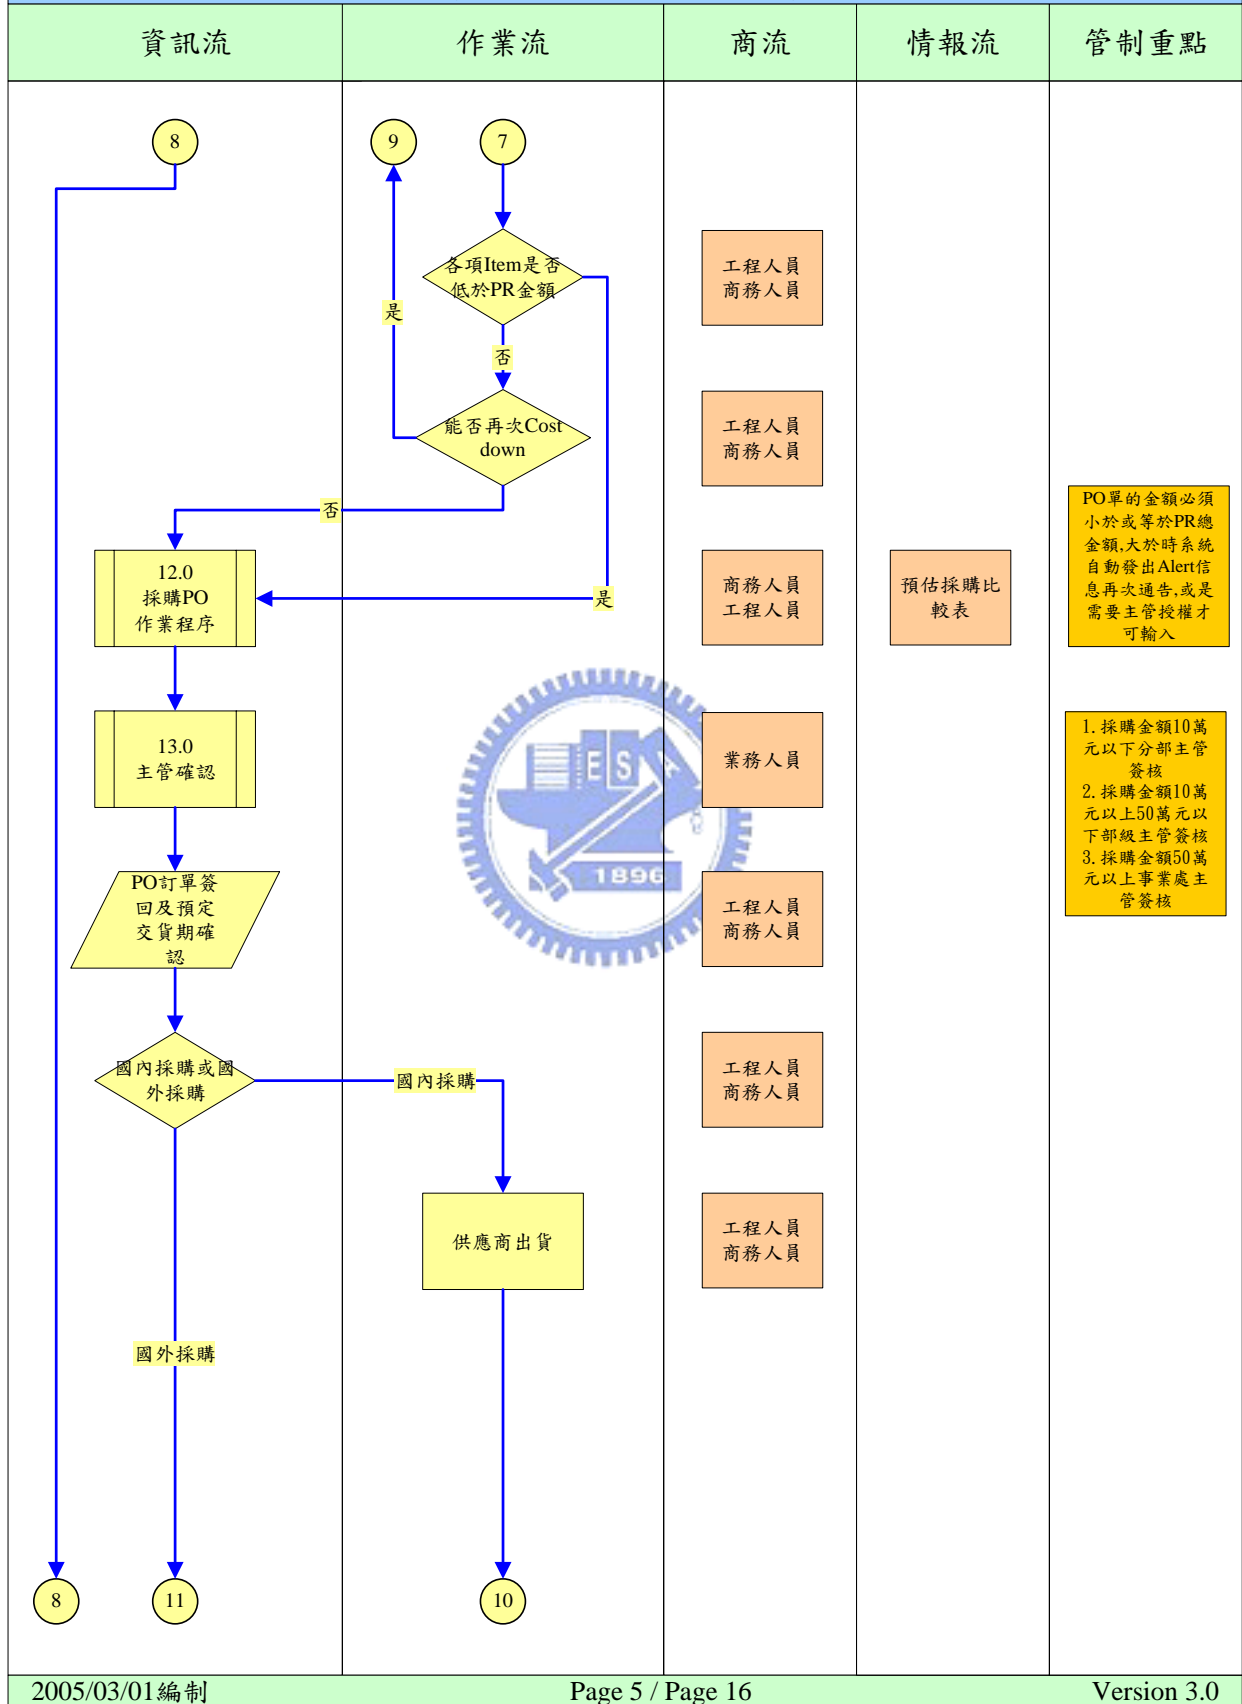 資訊流
作業流
商流
情報流
管制重點
8
9
7
各項Item是否
低於PR金額
工程人員
商務人員
是
否
能否再次Cost
down
工程人員
商務人員
否
PO單的金額必須
小於或等於PR總
金額,大於時系統
自動發出Alert信
息再次通告,或是
需要主管授權才
可輸入
12.0
採購PO
作業程序
是
商務人員
工程人員
預估採購比
較表
13.0
主管確認
ES
1896
業務人員
1.採購金額10萬
元以下分部主管
簽核
2.採購金額10萬
元以上50萬元以
下部級主管簽核
3.採購金額50萬
元以上事業處主
管簽核
PO訂單簽
回及預定
交貨期確
認
工程人員
商務人員
國內採購或國
外採購
國內採購
工程人員
商務人員
供應商出貨
工程人員
商務人員
國外採購
8
11
10
2005/03/01編制
Page 5 / Page 16
Version 3.0